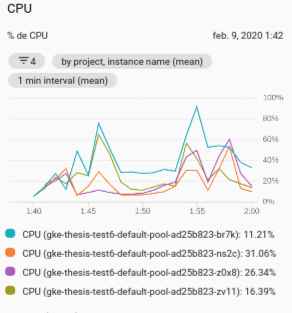 CPU
% de CPU feb. 9, 2020 1:42
4 by project, instance name (mean)
1 min interval (mean)
100%
80%
60%
40%
20%
0%
1:40 1:45 1:50 1:55 2:00
CPU (gke-thesis-test6-default-pool-ad25b823-br7k): 11.21%
CPU (gke-thesis-test6-default-pool-ad25b823-ns2c): 31.06%
CPU (gke-thesis-test6-default-pool-ad25b823-z0x8): 26.34%
CPU (gke-thesis-test6-default-pool-ad25b823-zv11): 16.39%